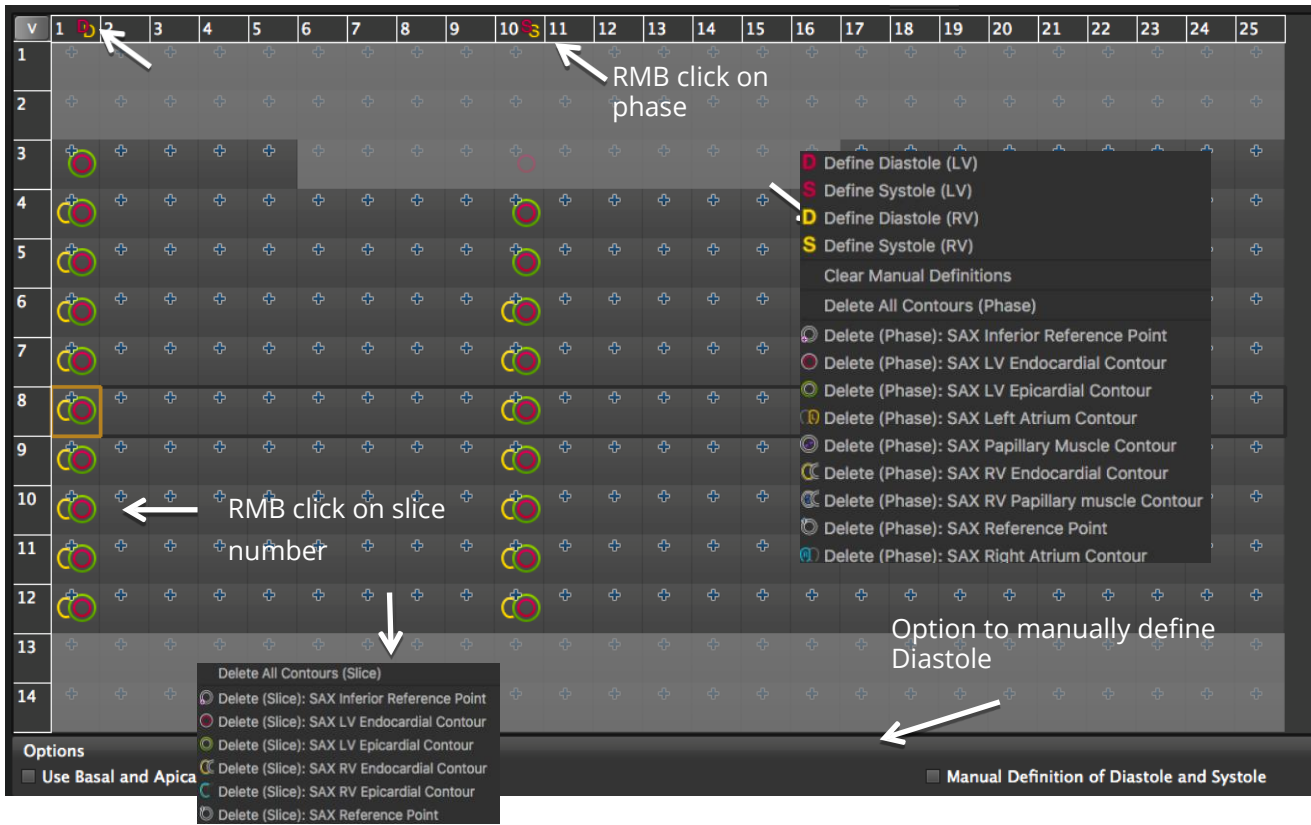 V 1 D D 2 3 4 5 6 7 8 9 10 S S 11 12 13 14 15 16 17 18 19 20 21 22 23 24 25
1
RMB click on
phase
2
3
D Define Diastole (LV)
S Define Systole (LV)
D Define Diastole (RV)
S Define Systole (RV)
Clear Manual Definitions
Delete All Contours (Phase)
Delete (Phase): SAX Inferior Reference Point
Delete (Phase): SAX LV Endocardial Contour
Delete (Phase): SAX LV Epicardial Contour
Delete (Phase): SAX Left Atrium Contour
Delete (Phase): SAX Papillary Muscle Contour
Delete (Phase): SAX RV Endocardial Contour
Delete (Phase): SAX RV Papillary muscle Contour
Delete (Phase): SAX Reference Point
Delete (Phase): SAX Right Atrium Contour
4
5
6
7
8
9
10
RMB click on slice
number
11
12
Option to manually define
Diastole
13
14
Delete All Contours (Slice)
Delete (Slice): SAX Inferior Reference Point
Delete (Slice): SAX LV Endocardial Contour
Delete (Slice): SAX LV Epicardial Contour
Delete (Slice): SAX RV Endocardial Contour
Delete (Slice): SAX RV Epicardial Contour
Delete (Slice): SAX Reference Point
Options
Use Basal and Apica
Manual Definition of Diastole and Systole